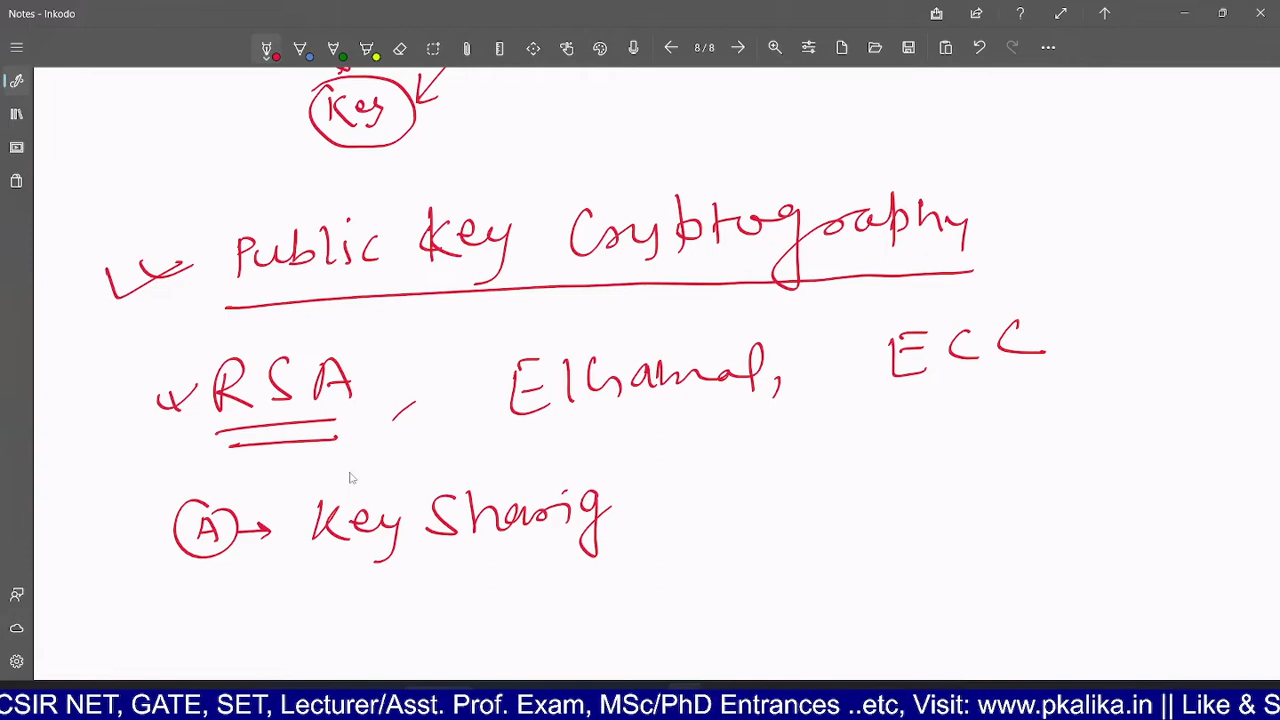 Notes - Inkodo
8/8
Key
Public Key Cryptography
RSA, ElGamal, ECC
A → Key Sharig
CSIR NET, GATE, SET, Lecturer/Asst. Prof. Exam, MSc/PhD Entrances ..etc, Visit: www.pkalika.in || Like & S